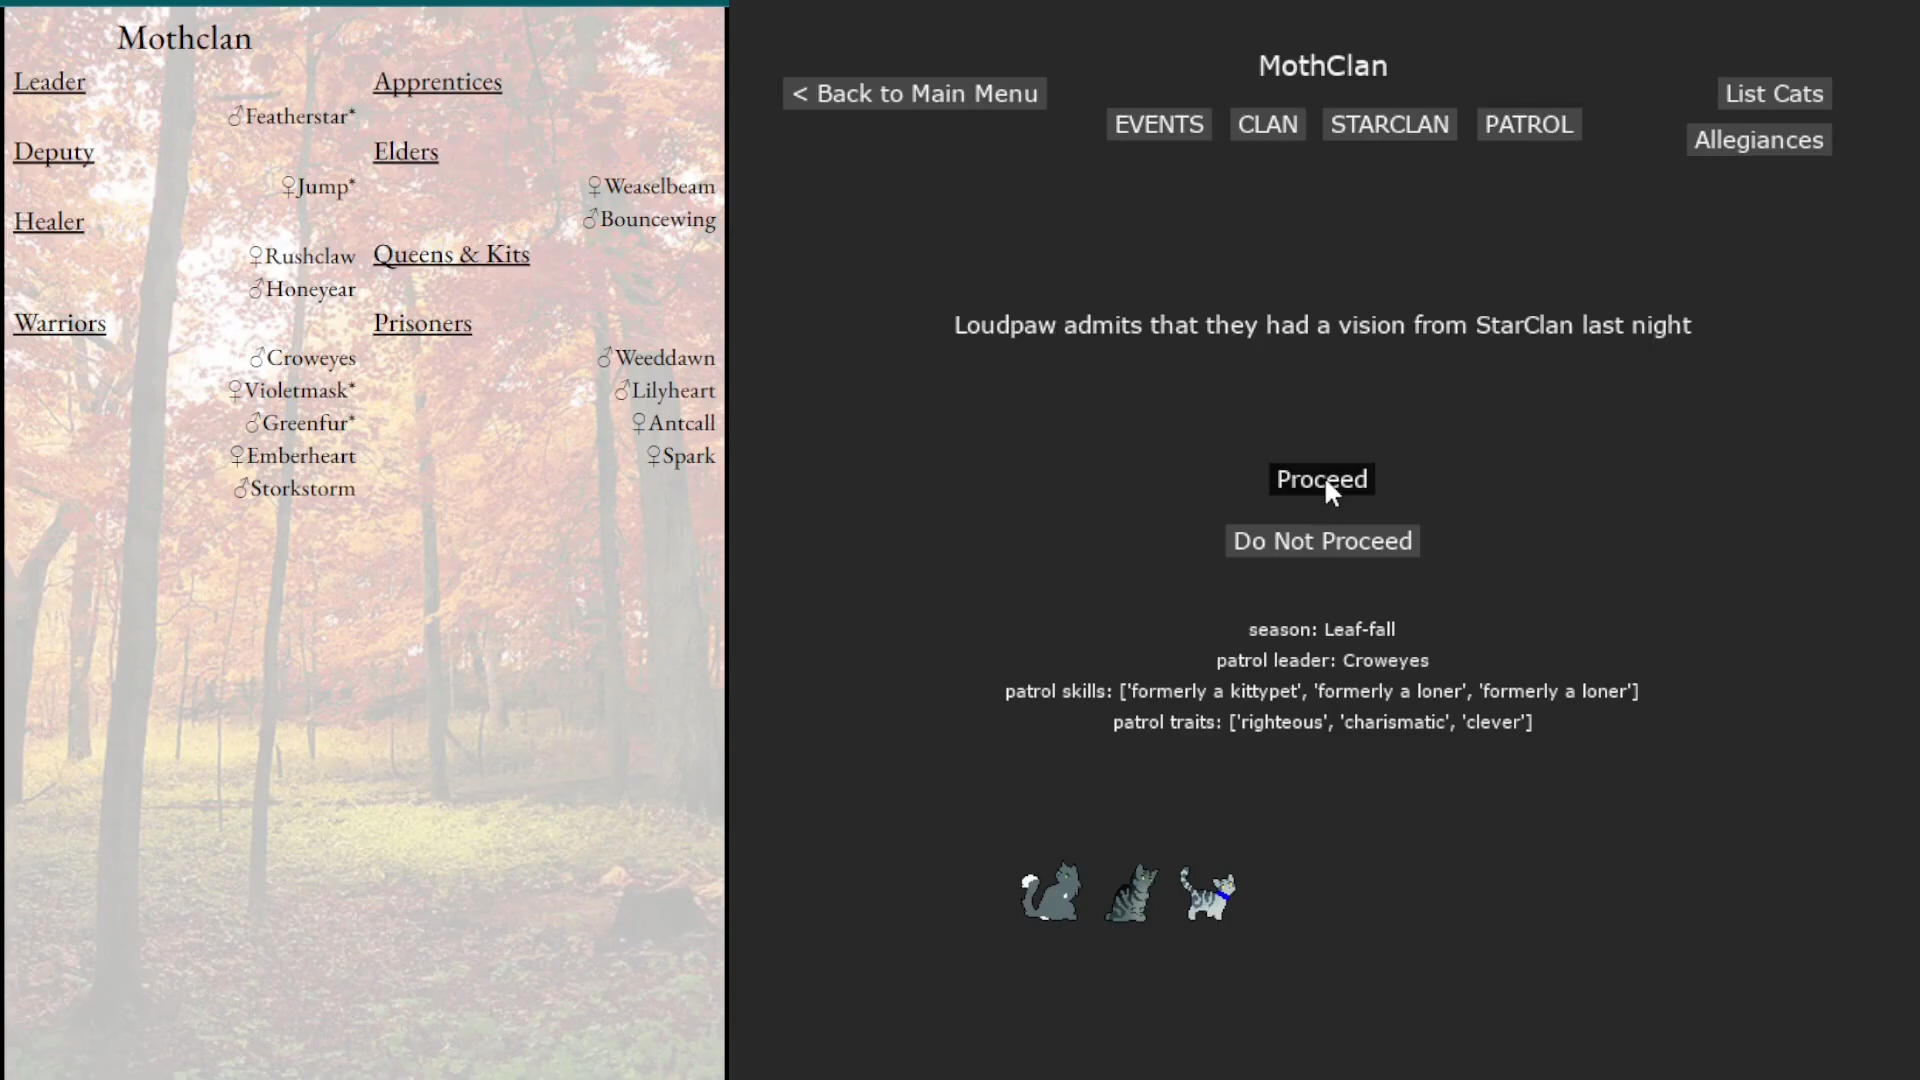 Mothclan
Leader
♂Featherstar*
Deputy
♀Jump*
Healer
♀Rushclaw
♂Honeyear
Warriors
♂Croweyes
♀Violetmask*
♂Greenfur*
♀Emberheart
♂Storkstorm
Apprentices
Elders
♀Weaselbeam
♂Bouncewing
Queens & Kits
Prisoners
♂Weeddawn
♂Lilyheart
♀Antcall
♀Spark
MothClan
< Back to Main Menu
List Cats
EVENTS CLAN STARCLAN PATROL
Allegiances
Loudpaw admits that they had a vision from StarClan last night
Proceed
Do Not Proceed
season: Leaf-fall
patrol leader: Croweyes
patrol skills: ['formerly a kittypet', 'formerly a loner', 'formerly a loner']
patrol traits: ['righteous', 'charismatic', 'clever']